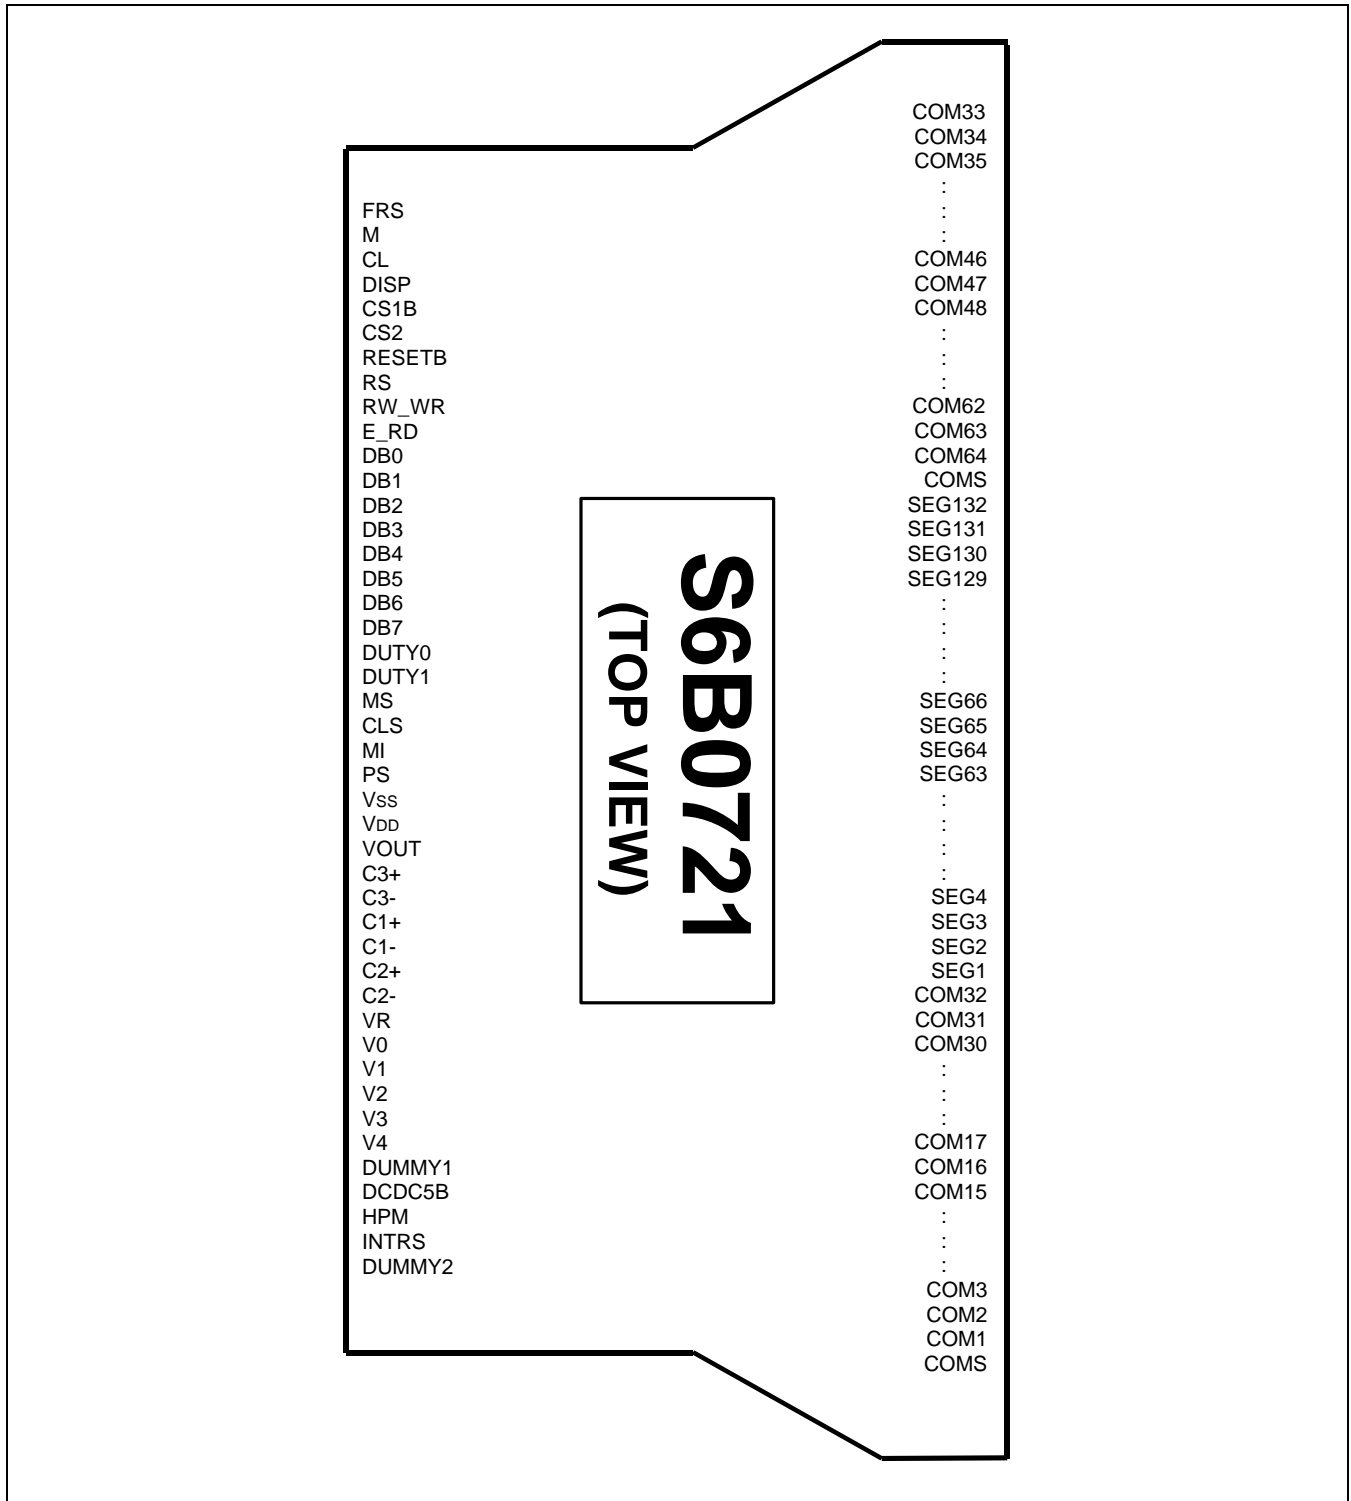 FRS
M
CL
DISP
CS1B
CS2
RESETB
RS
RW_WR
E_RD
DB0
DB1
DB2
DB3
DB4
DB5
DB6
DB7
DUTY0
DUTY1
MS
CLS
MI
PS
VSS
VDD
VOUT
C3+
C3-
C1+
C1-
C2+
C2-
VR
V0
V1
V2
V3
V4
DUMMY1
DCDC5B
HPM
INTRS
DUMMY2
S6B0721
(TOP VIEW)
COM33
COM34
COM35
:
:
:
COM46
COM47
COM48
:
:
:
COM62
COM63
COM64
COMS
SEG132
SEG131
SEG130
SEG129
:
:
:
:
SEG66
SEG65
SEG64
SEG63
:
:
:
:
SEG4
SEG3
SEG2
SEG1
COM32
COM31
COM30
:
:
:
COM17
COM16
COM15
:
:
:
COM3
COM2
COM1
COMS